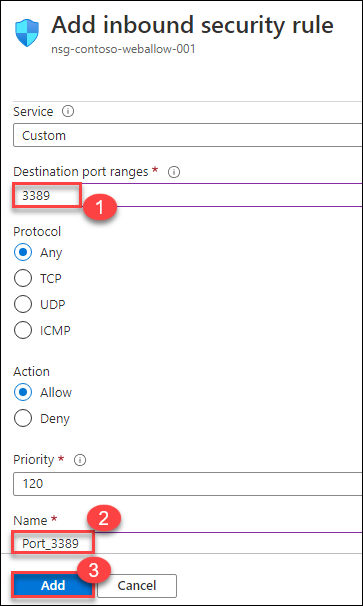 Add inbound security rule
nsg-contoso-weballow-001
Service
Custom
Destination port ranges *
3389
1
Protocol
Any
TCP
UDP
ICMP
Action
Allow
Deny
Priority *
120
Name *
2
Port_3389
3
Add Cancel